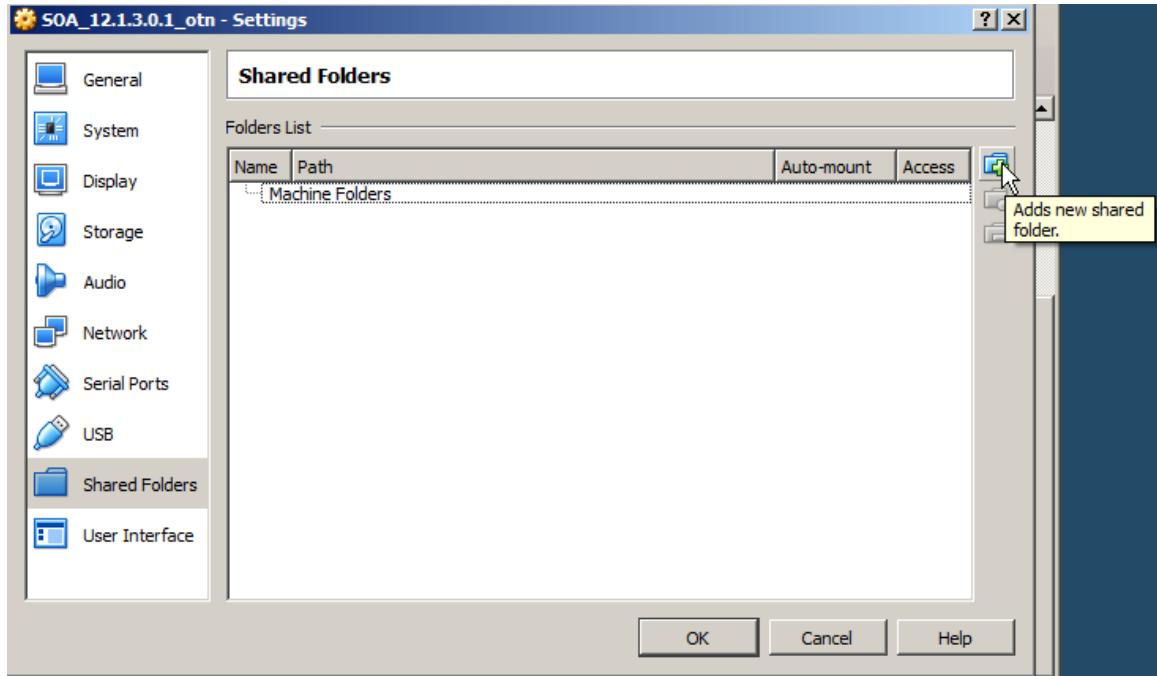 SOA_12.1.3.0.1_otn - Settings
? X
General
System
Display
Storage
Audio
Network
Serial Ports
USB
Shared Folders
User Interface
Shared Folders
Folders List
Name Path Auto-mount Access
Machine Folders
Adds new shared
folder.
OK Cancel Help